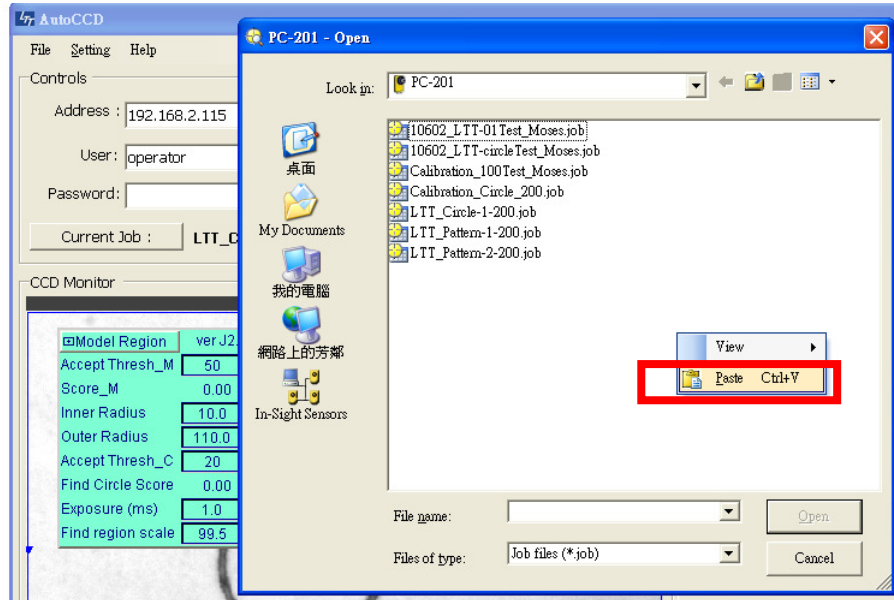 AutoCCD
File Setting Help
Controls
Address : 192.168.2.115
User: operator
Password:
Current Job : LTT_C
CCD Monitor
Model Region ver J2.
Accept Thresh_M 50
Score_M 0.00
Inner Radius 10.0
Outer Radius 110.0
Accept Thresh_C 20
Find Circle Score 0.00
Exposure (ms) 1.0
Find region scale 99.5
PC-201 - Open
Look in: PC-201
桌面
My Documents
我的電腦
網路上的芳鄰
In-Sight Sensors
10602_LTT-01Test_Moses.job
10602_LTT-circleTest_Moses.job
Calibration_100Test_Moses.job
Calibration_Circle_200.job
LTT_Circle-1-200.job
LTT_Pattern-1-200.job
LTT_Pattern-2-200.job
View
Paste Ctrl+V
File name: Open
Files of type: Job files (*.job) Cancel